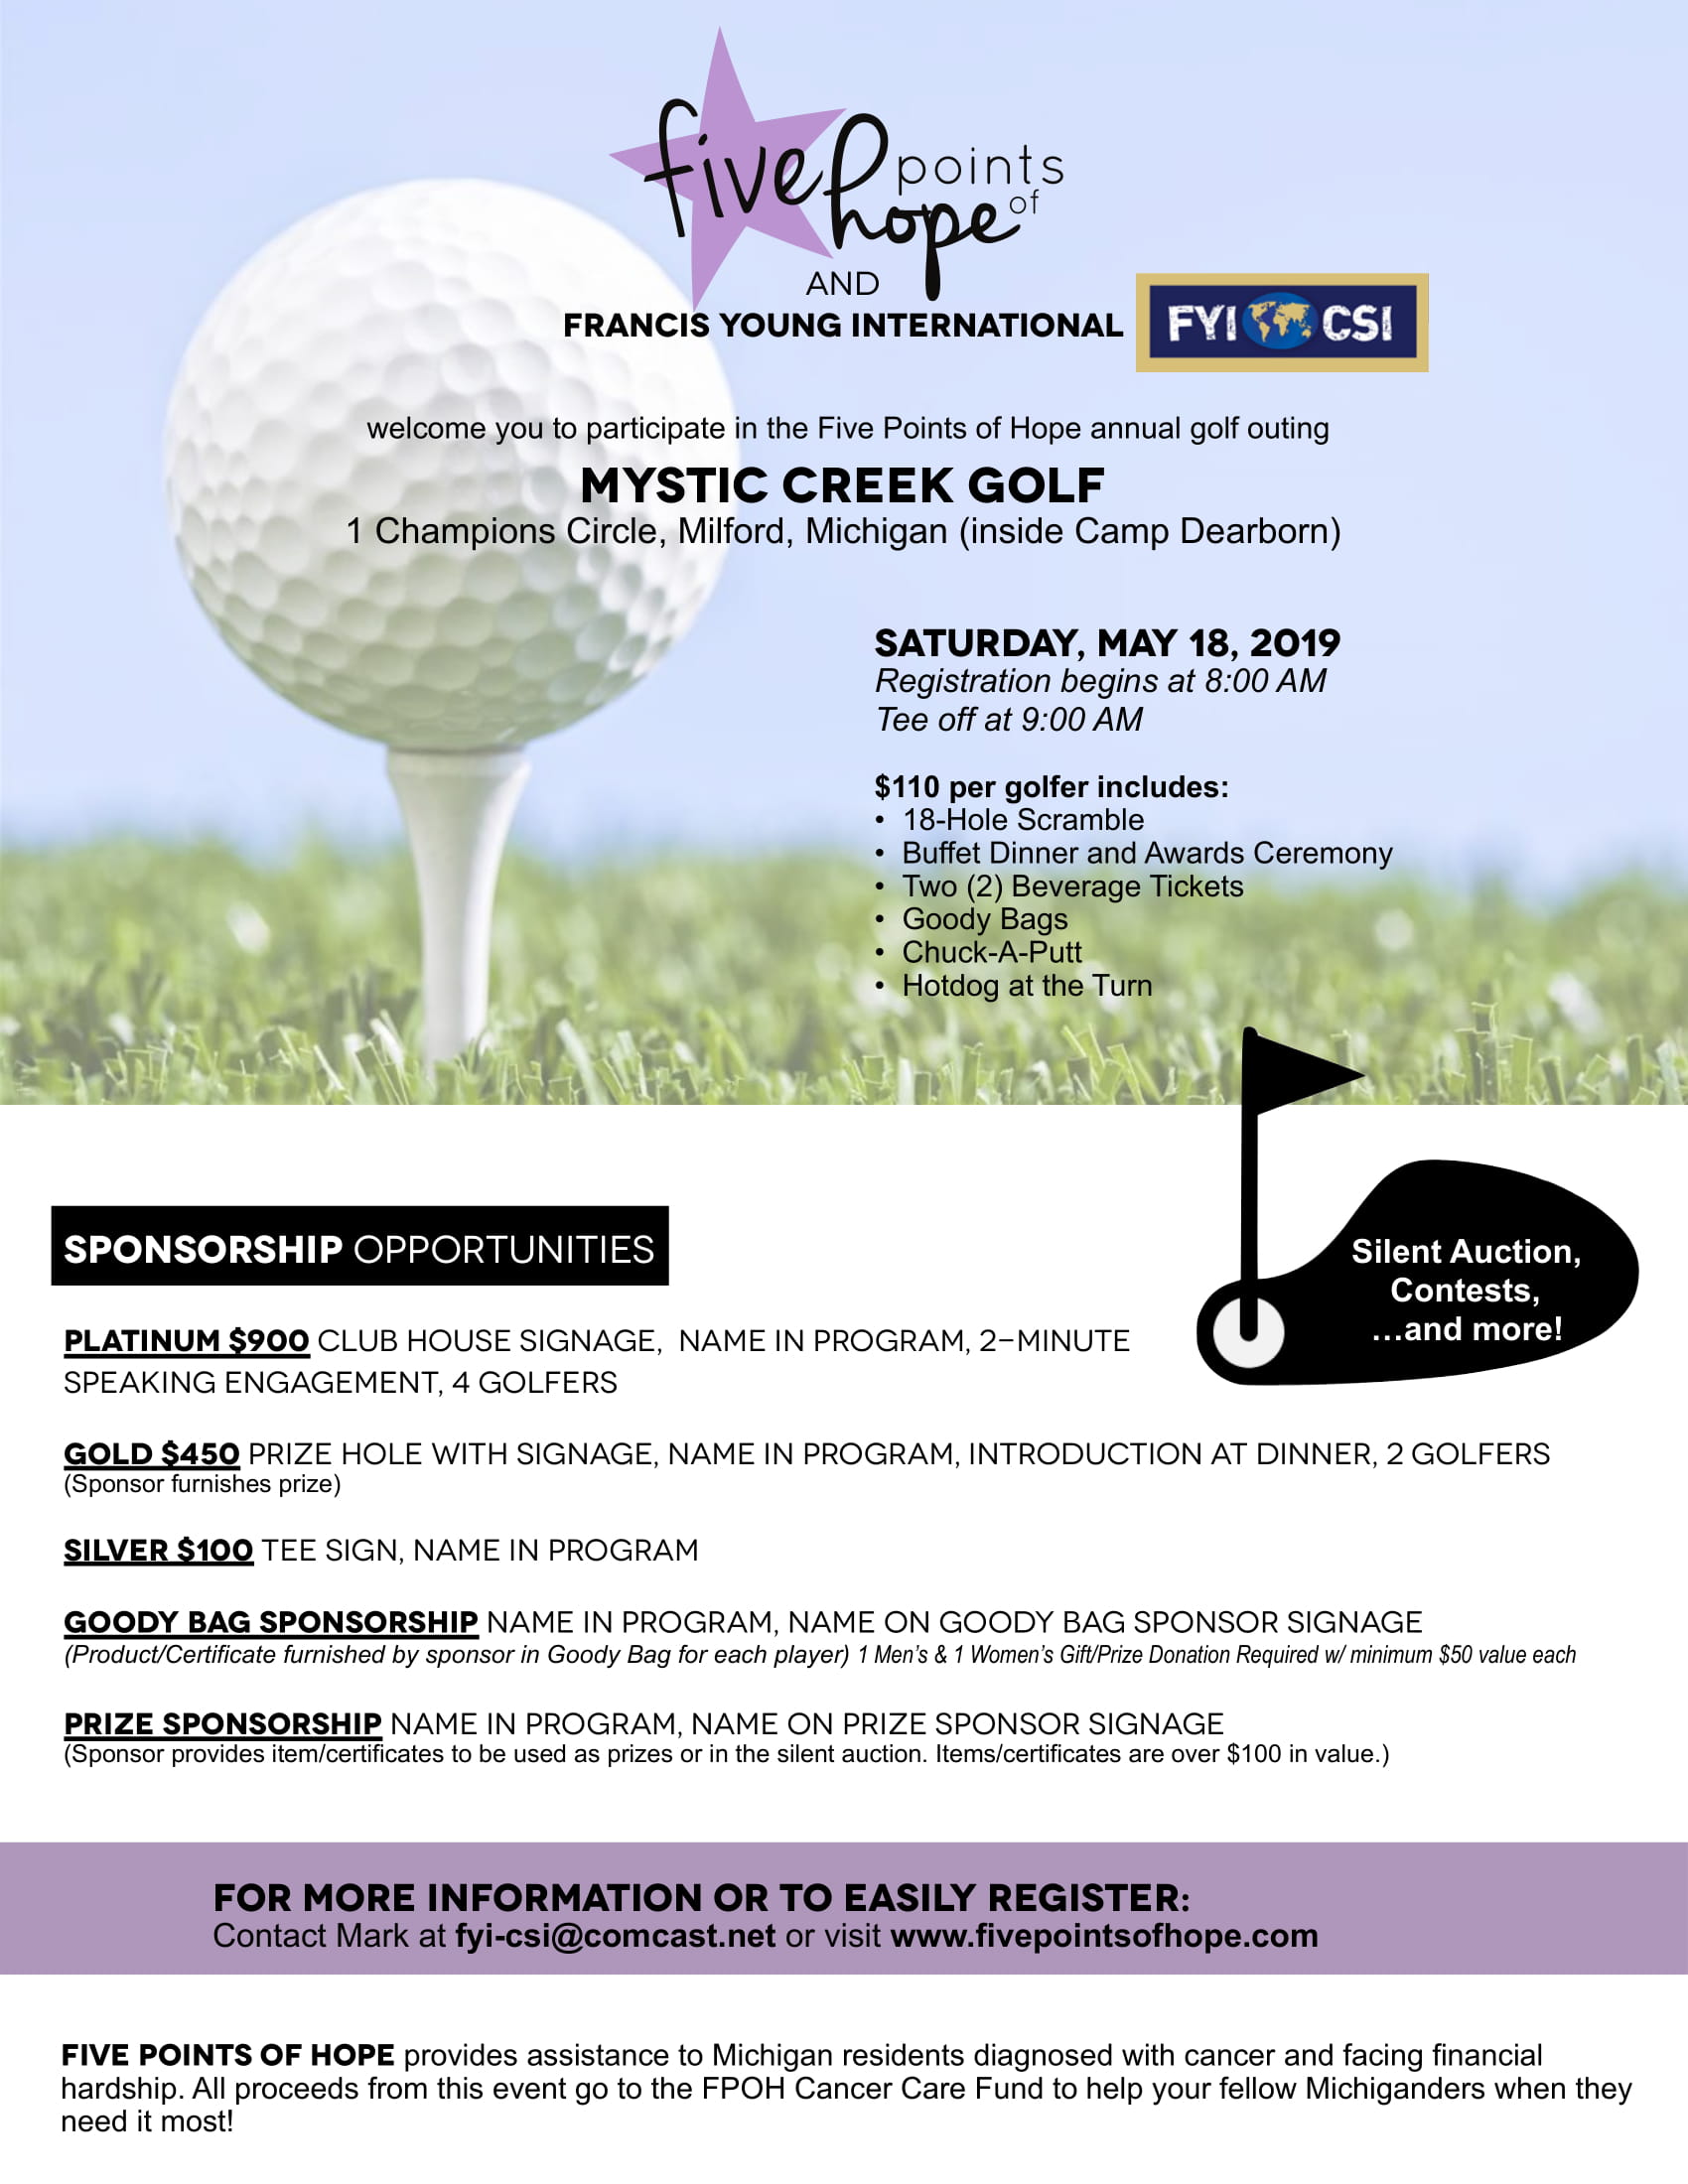 five points of hope
AND
FRANCIS YOUNG INTERNATIONAL
FYI CSI
welcome you to participate in the Five Points of Hope annual golf outing
MYSTIC CREEK GOLF
1 Champions Circle, Milford, Michigan (inside Camp Dearborn)
SATURDAY, MAY 18, 2019
Registration begins at 8:00 AM
Tee off at 9:00 AM
$110 per golfer includes:
• 18-Hole Scramble
• Buffet Dinner and Awards Ceremony
• Two (2) Beverage Tickets
• Goody Bags
• Chuck-A-Putt
• Hotdog at the Turn
Silent Auction,
Contests,
...and more!
SPONSORSHIP OPPORTUNITIES
PLATINUM $900 CLUB HOUSE SIGNAGE, NAME IN PROGRAM, 2-MINUTE
SPEAKING ENGAGEMENT, 4 GOLFERS
GOLD $450 PRIZE HOLE WITH SIGNAGE, NAME IN PROGRAM, INTRODUCTION AT DINNER, 2 GOLFERS
(Sponsor furnishes prize)
SILVER $100 TEE SIGN, NAME IN PROGRAM
GOODY BAG SPONSORSHIP NAME IN PROGRAM, NAME ON GOODY BAG SPONSOR SIGNAGE
(Product/Certificate furnished by sponsor in Goody Bag for each player) 1 Men's & 1 Women's Gift/Prize Donation Required w/ minimum $50 value each
PRIZE SPONSORSHIP NAME IN PROGRAM, NAME ON PRIZE SPONSOR SIGNAGE
(Sponsor provides item/certificates to be used as prizes or in the silent auction. Items/certificates are over $100 in value.)
FOR MORE INFORMATION OR TO EASILY REGISTER:
Contact Mark at fyi-csi@comcast.net or visit www.fivepointsofhope.com
FIVE POINTS OF HOPE provides assistance to Michigan residents diagnosed with cancer and facing financial
hardship. All proceeds from this event go to the FPOH Cancer Care Fund to help your fellow Michiganders when they
need it most!